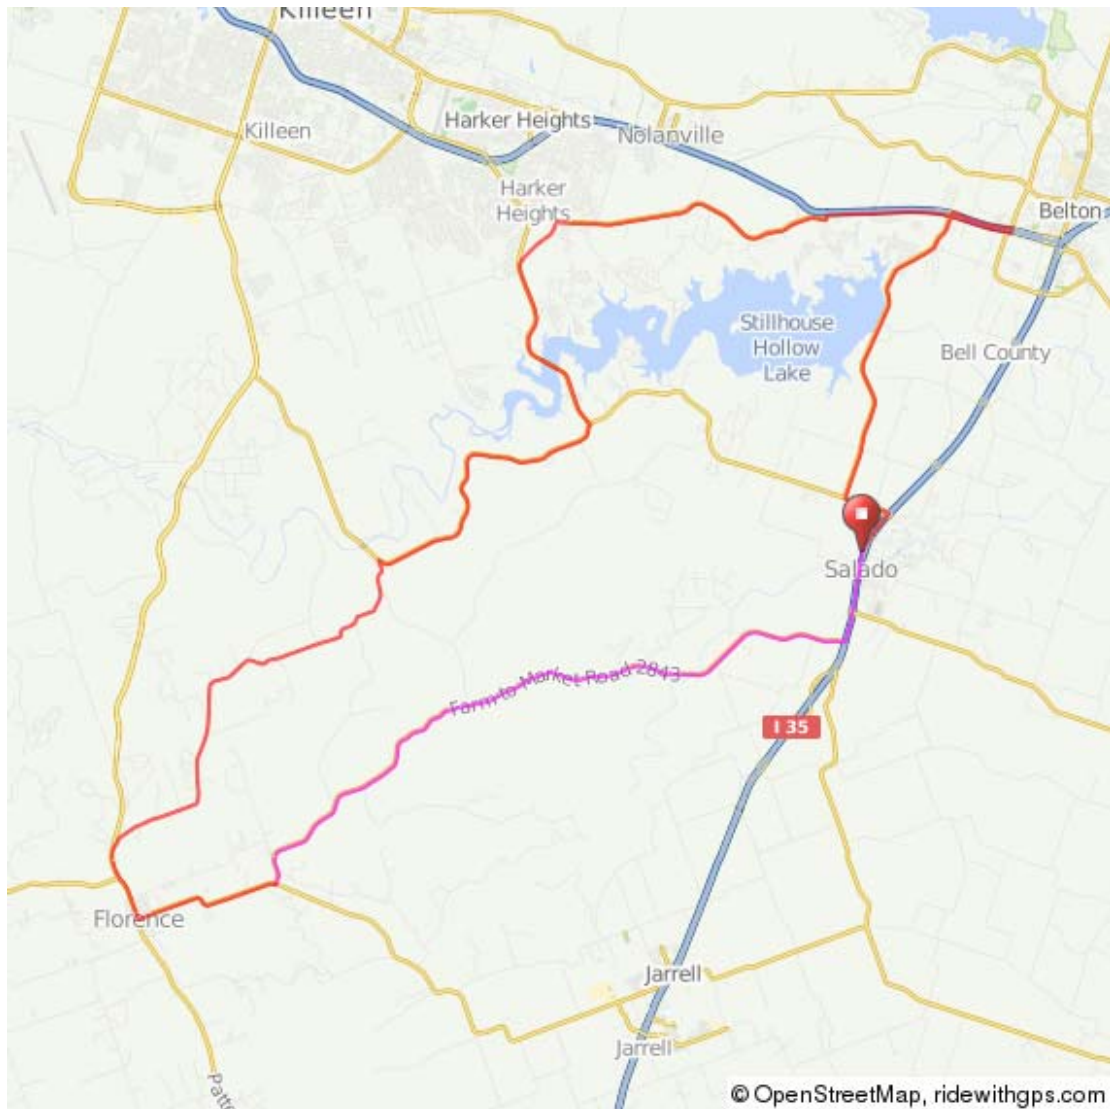 Killeen
Harker Heights
Killeen
Nolanville
Harker
Heights
Belton
Stillhouse
Hollow
Lake
Bell County
Salado
Farm to Market Road 2843
I 35
Florence
Jarrell
Jarrell
© OpenStreetMap, ridewithgps.com